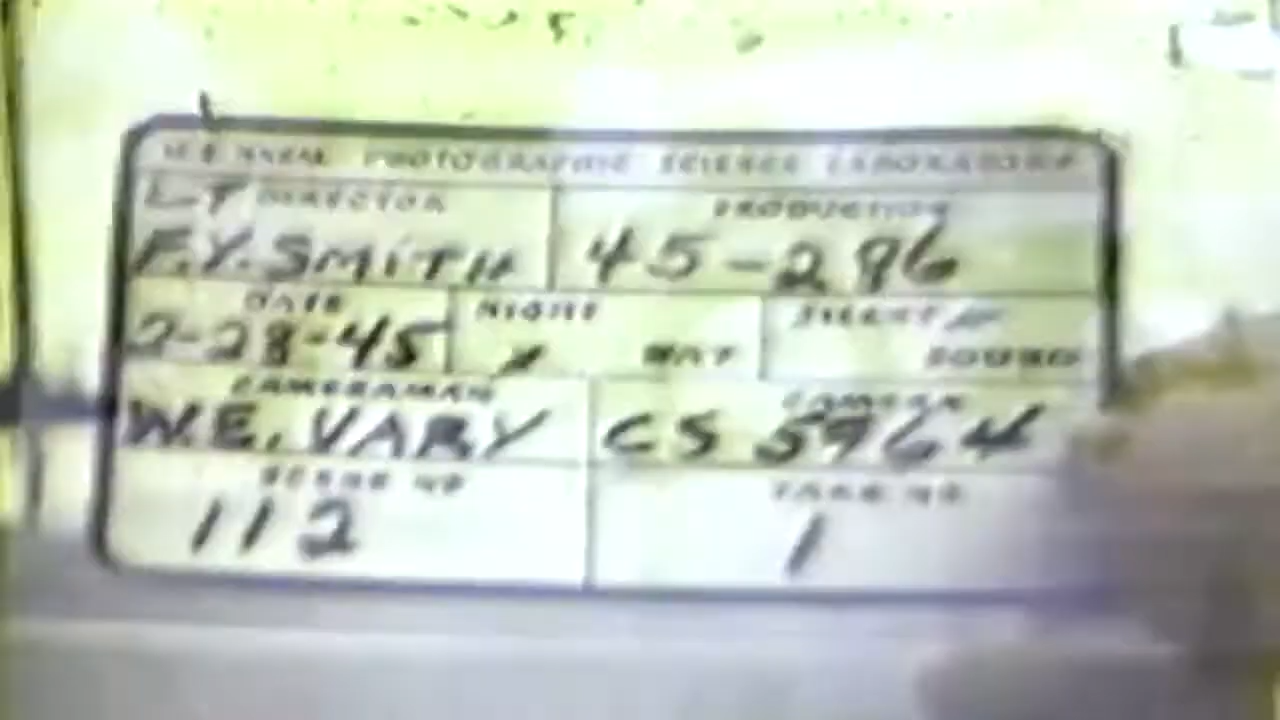 U.S. NAVAL PHOTOGRAPHIC SCIENCE LABORATORY
LT DIRECTOR
F.Y. SMITH
PRODUCTION
45-286
DATE
2-28-45
NIGHT
DAY
SILENT
SOUND
CAMERAMAN
W.E. VARY
CAMERA
CS 5964
SCENE NO
112
TAKE NO
1